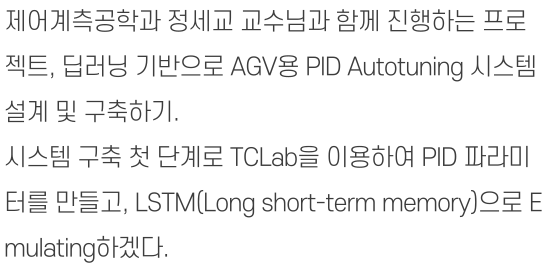 제어계측공학과 정세교 교수님과 함께 진행하는 프로
젝트, 딥러닝 기반으로 AGV용 PID Autotuning 시스템
설계 및 구축하기.
시스템 구축 첫 단계로 TCLab을 이용하여 PID 파라미
터를 만들고, LSTM(Long short-term memory)으로 E
mulating하겠다.